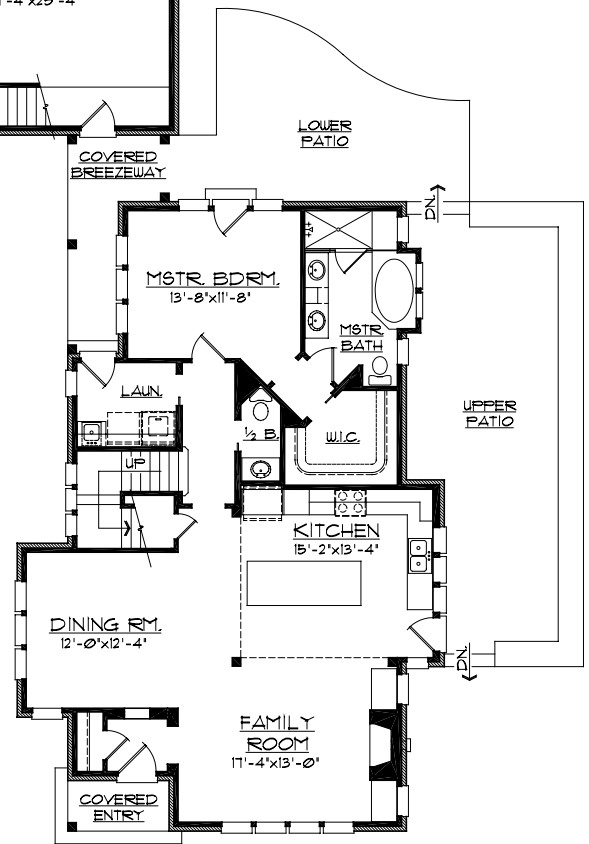 LOWER
PATIO
COVERED
BREEZEWAY
DN.
MSTR. BDRM.
13'-8"x11'-8"
MSTR.
BATH
LAUN.
UPPER
PATIO
1/2 B.
W.I.C.
UP
KITCHEN
15'-2"x13'-4"
DINING RM.
12'-0"x12'-4"
DN.
FAMILY
ROOM
17'-4"x13'-0"
COVERED
ENTRY